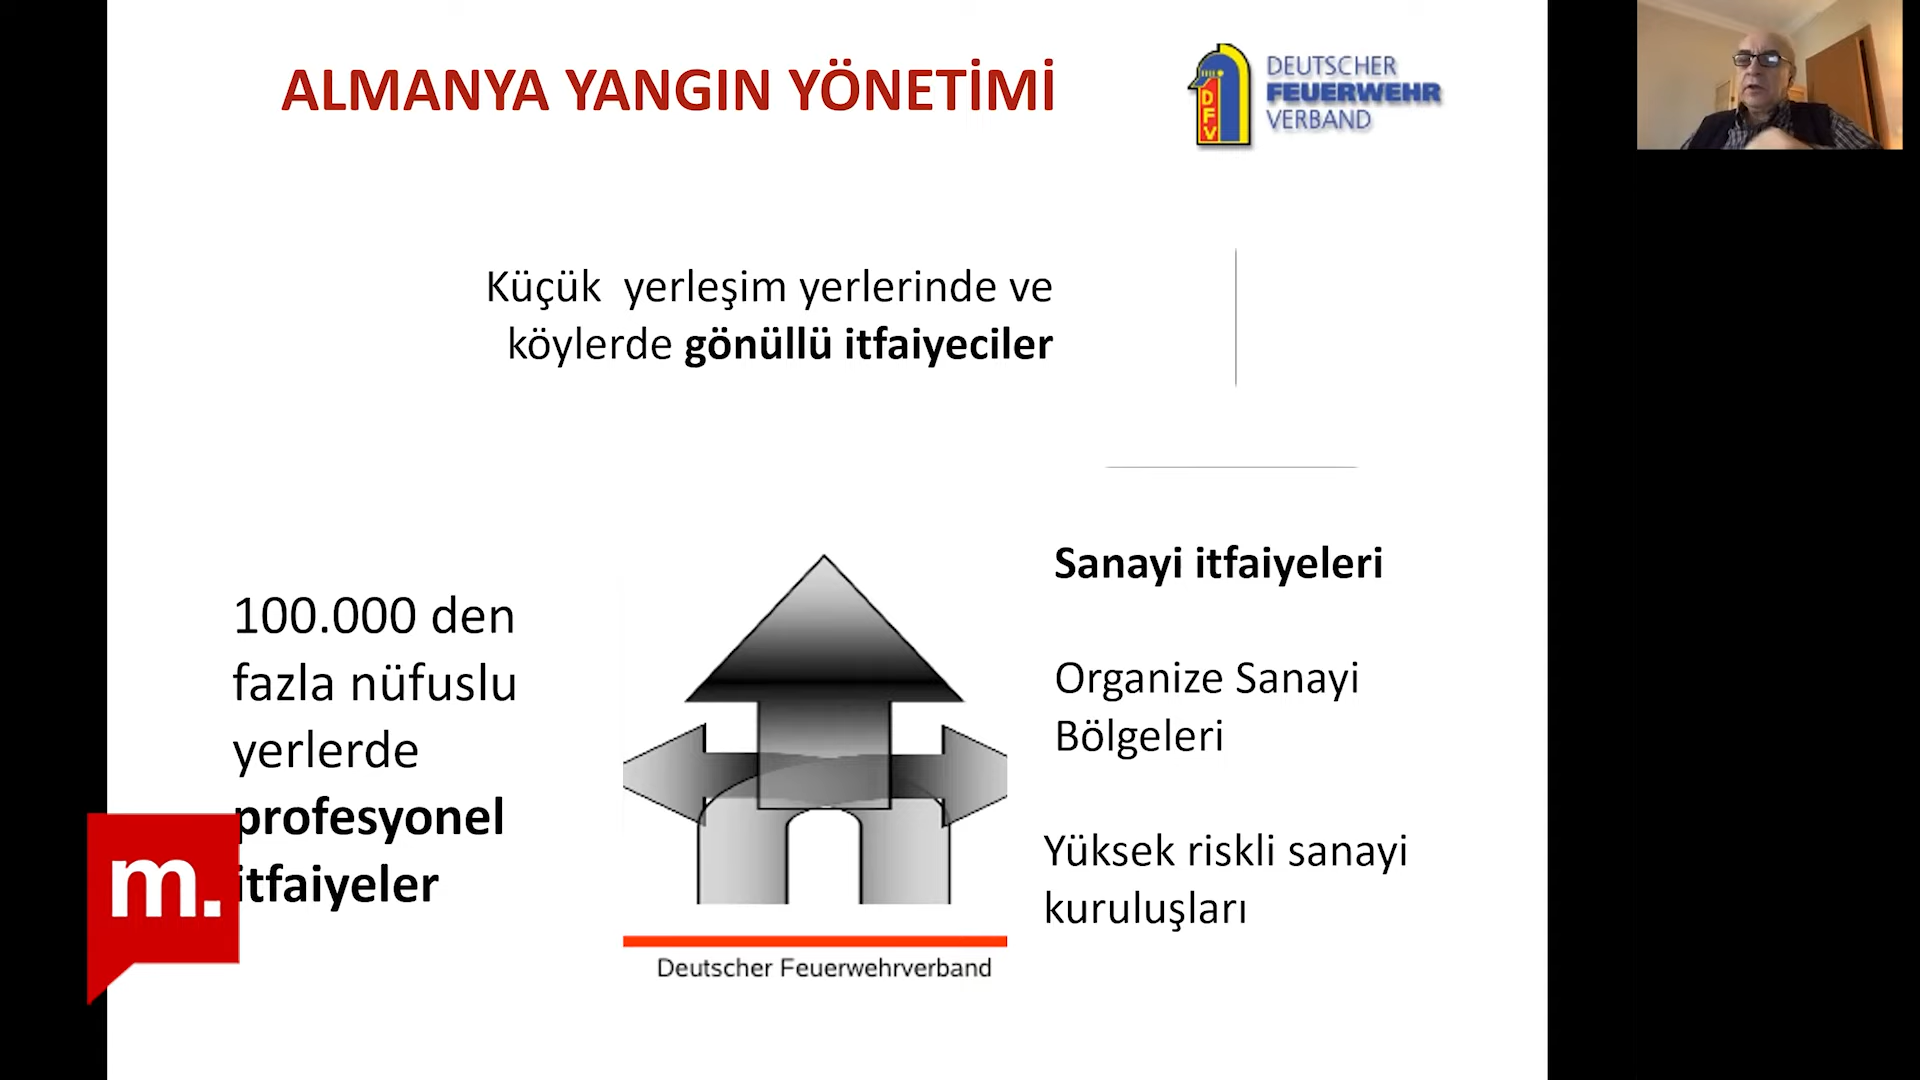 ALMANYA YANGIN YÖNETİMİ
DEUTSCHER
FEUERWEHR
VERBAND
DFV
Küçük yerleşim yerlerinde ve
köylerde gönüllü itfaiyeciler
100.000 den
fazla nüfuslu
yerlerde
profesyonel
itfaiyeler
Sanayi itfaiyeleri
Organize Sanayi
Bölgeleri
Yüksek riskli sanayi
kuruluşları
Deutscher Feuerwehrverband
m.